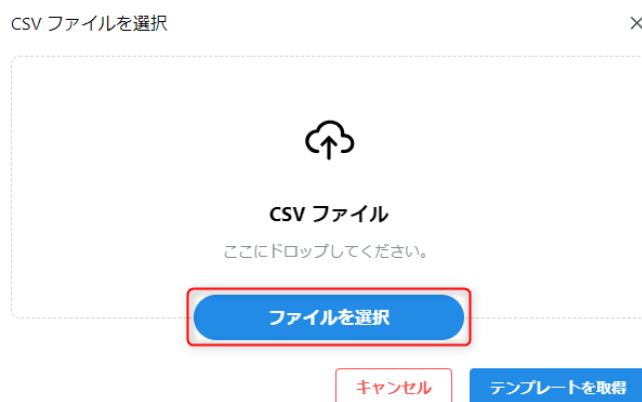 CSV ファイルを選択
CSV ファイル
ここにドロップしてください。
ファイルを選択
キャンセル
テンプレートを取得